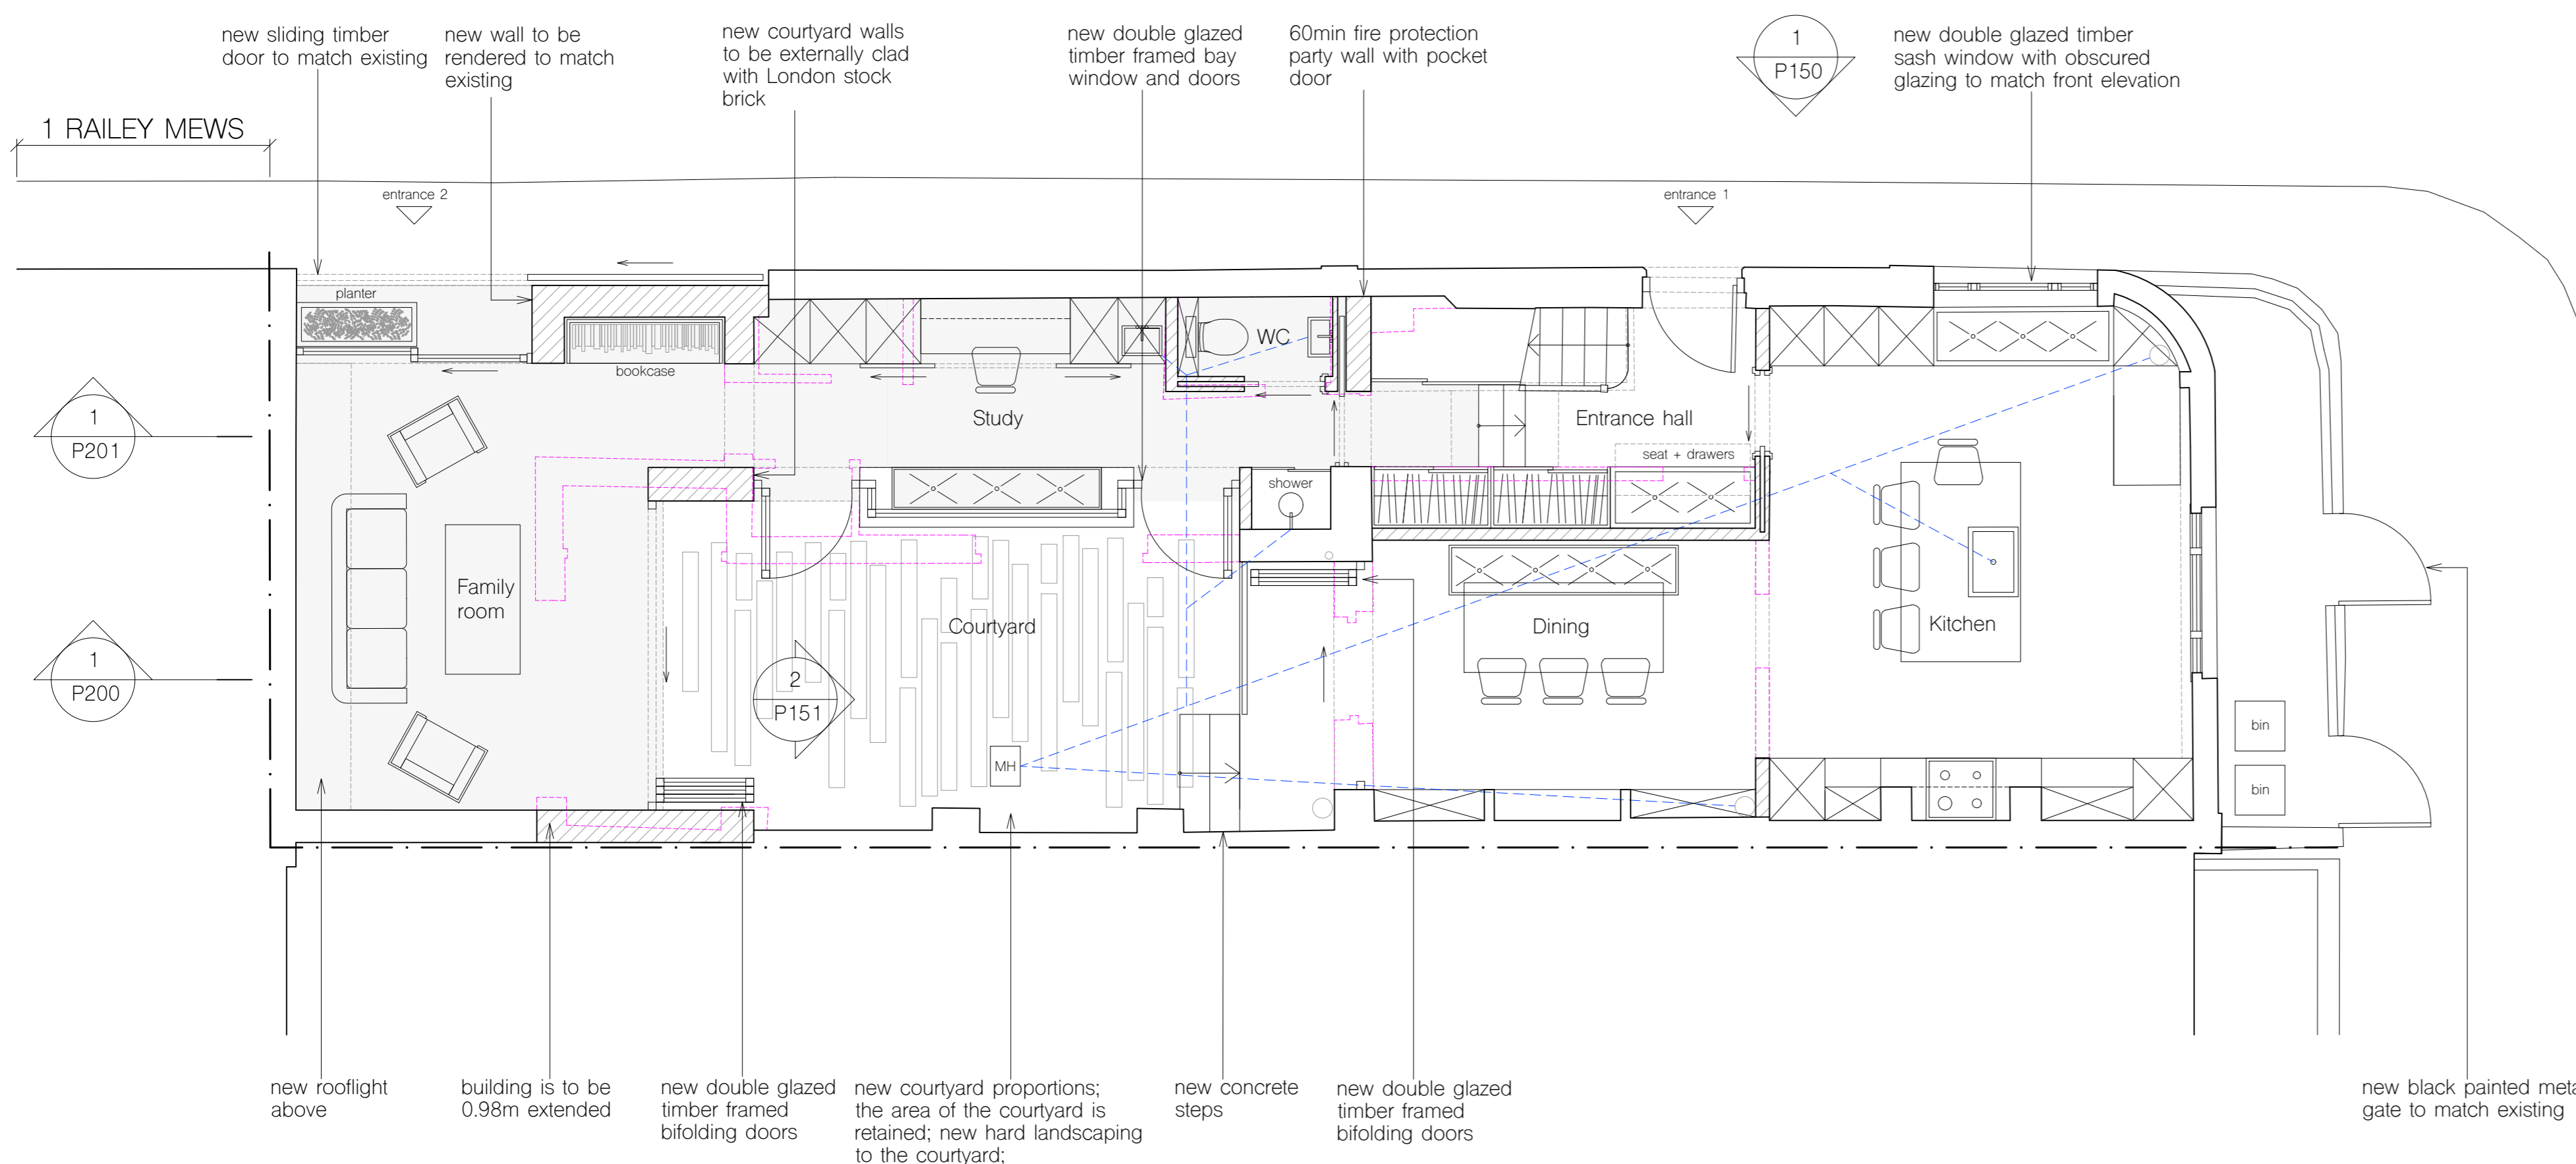 new sliding timber
door to match existing
new wall to be
rendered to match
existing
new courtyard walls
to be externally clad
with London stock
brick
new double glazed
timber framed bay
window and doors
60min fire protection
party wall with pocket
door
1
P150
new double glazed timber
sash window with obscured
glazing to match front elevation
1 RAILEY MEWS
entrance 2
entrance 1
planter
bookcase
WC
Study
Entrance hall
seat + drawers
shower
1
P201
Family
room
Courtyard
Dining
Kitchen
1
P200
2
P151
MH
bin
bin
new rooflight
above
building is to be
0.98m extended
new double glazed
timber framed
bifolding doors
new courtyard proportions;
the area of the courtyard is
retained; new hard landscaping
to the courtyard;
new concrete
steps
new double glazed
timber framed
bifolding doors
new black painted meta
gate to match existing